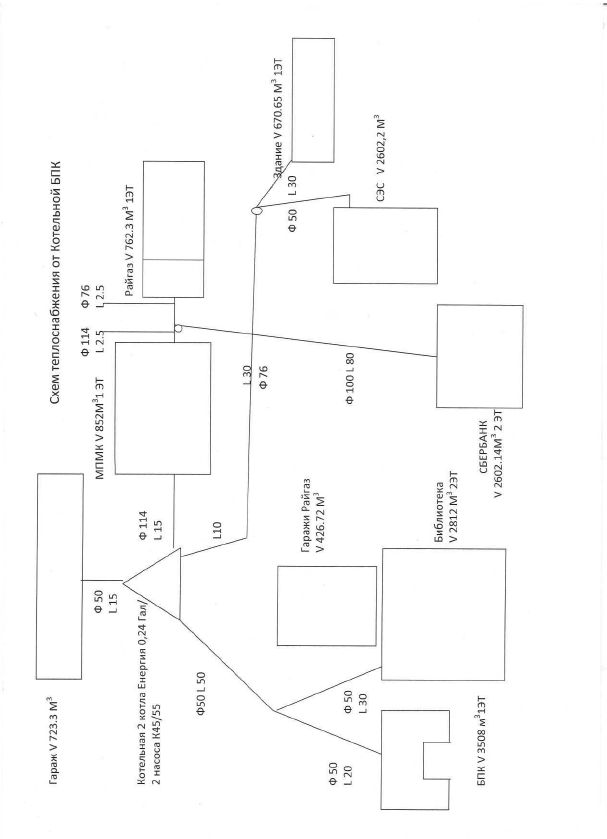 Схем теплоснабжения от Котельной БПК
Гараж V 723.3 М³
Ф 50
L 15
Котельная 2 котла Енергия 0,24 Гал/
2 насоса К45/55
Ф 114
L 15
L10
МПМК V 852М³1 ЭТ
Ф 114
L 2.5
Ф 76
L 2.5
Райгаз V 762.3 М³ 1ЭТ
Здание V 670.65 М³ 1ЭТ
L 30
Ф 50
СЭС V 2602,2 М³
L 30
Ф 76
Ф100 L 80
СБЕРБАНК
V 2602.14М³ 2 ЭТ
Гаражи Райгаз
V 426.72 М³
Библиотека
V 2812 М³ 2ЭТ
Ф50 L 50
Ф 50
L 30
Ф 50
L 20
БПК V 3508 м³1ЭТ